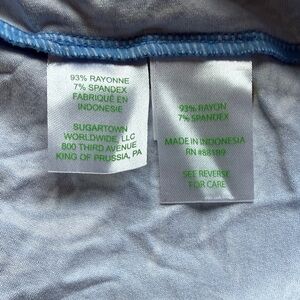 93% RAYONNE
7% SPANDEX
FABRIQUÉ EN
INDONESIE
SUGARTOWN
WORLDWIDE, LLC
800 THIRD AVENUE
KING OF PRUSSIA, PA
93% RAYON
7% SPANDEX
MADE IN INDONESIA
RN #88189
SEE REVERSE
FOR CARE